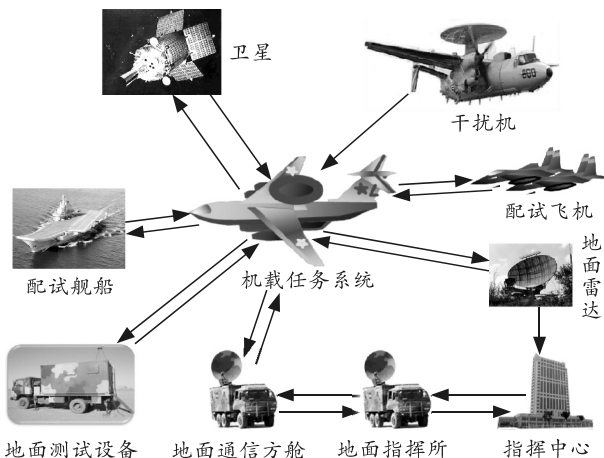 卫星
干扰机
配试飞机
配试舰船
机载任务系统
地面雷达
地面测试设备
地面通信方舱
地面指挥所
指挥中心